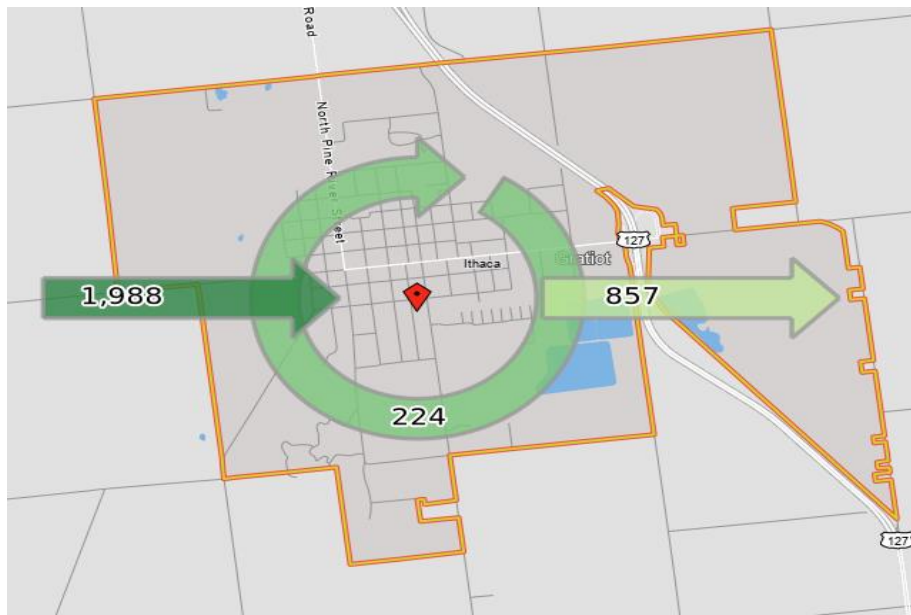 Road
North Pine River Street
127
Ithaca
Gratiot
1,988
857
224
127